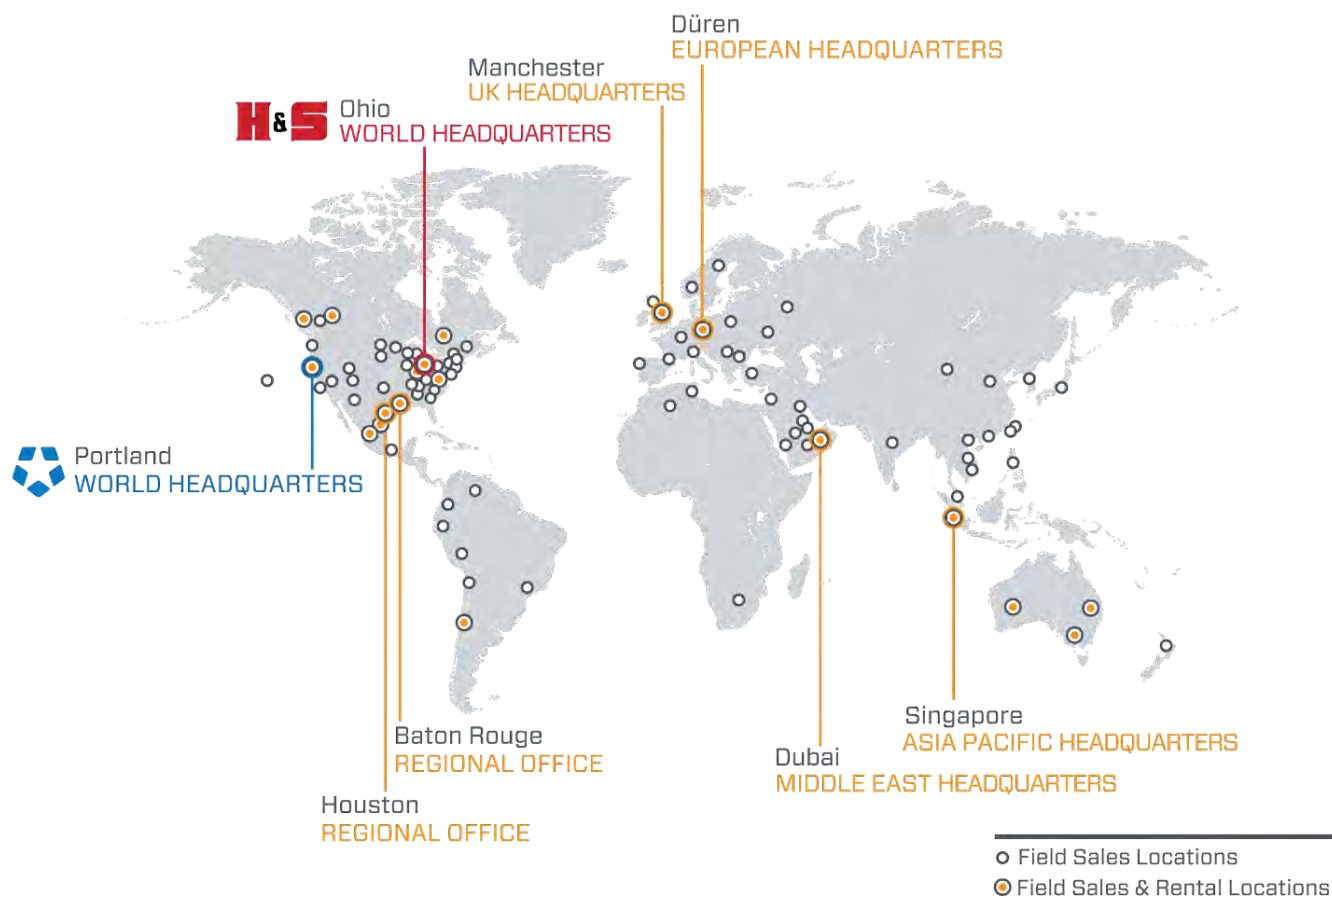 Düren
EUROPEAN HEADQUARTERS
Manchester
UK HEADQUARTERS
H&S
Ohio
WORLD HEADQUARTERS
Portland
WORLD HEADQUARTERS
Baton Rouge
REGIONAL OFFICE
Houston
REGIONAL OFFICE
Singapore
ASIA PACIFIC HEADQUARTERS
Dubai
MIDDLE EAST HEADQUARTERS
Field Sales Locations
Field Sales & Rental Locations